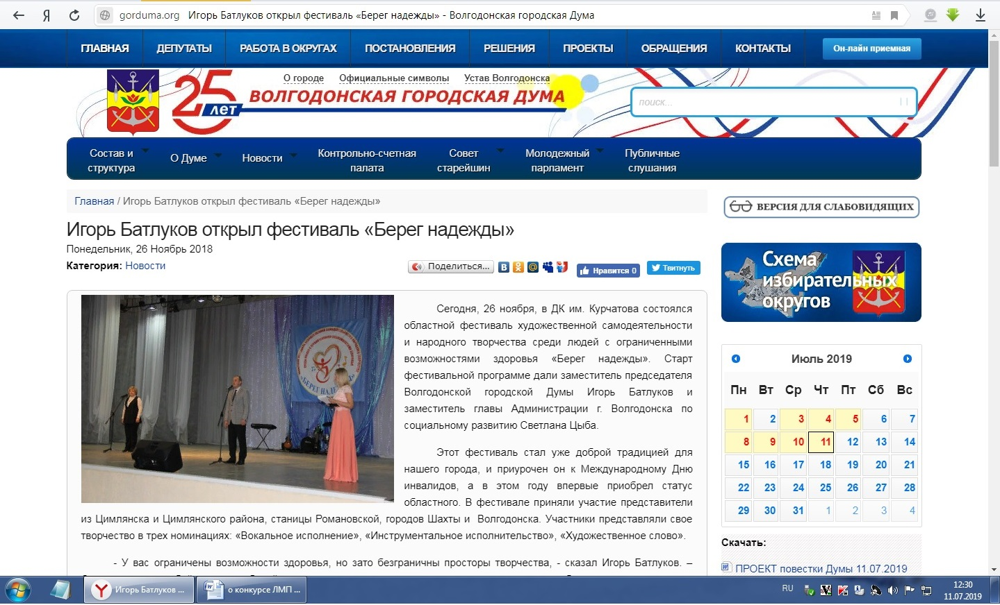 gorduma.org Игорь Батлуков открыл фестиваль «Берег надежды» - Волгодонская городская Дума
ГЛАВНАЯ ДЕПУТАТЫ РАБОТА В ОКРУГАХ ПОСТАНОВЛЕНИЯ РЕШЕНИЯ ПРОЕКТЫ ОБРАЩЕНИЯ КОНТАКТЫ Он-лайн приемная
О городе Официальные символы Устав Волгодонска
25 лет ВОЛГОДОНСКАЯ ГОРОДСКАЯ ДУМА
поиск...
Состав и структура О Думе Новости Контрольно-счетная палата Совет старейшин Молодежный парламент Публичные слушания
Главная / Игорь Батлуков открыл фестиваль «Берег надежды»
Игорь Батлуков открыл фестиваль «Берег надежды»
Понедельник, 26 Ноябрь 2018
Категория: Новости
Поделиться... Нравится 0 Твитнуть
«БЕРЕГ НАДЕЖДЫ»
Сегодня, 26 ноября, в ДК им. Курчатова состоялся
областной фестиваль художественной самодеятельности
и народного творчества среди людей с ограниченными
возможностями здоровья «Берег надежды». Старт
фестивальной программе дали заместитель председателя
Волгодонской городской Думы Игорь Батлуков и
заместитель главы Администрации г. Волгодонска по
социальному развитию Светлана Цыба.
Этот фестиваль стал уже доброй традицией для
нашего города, и приурочен он к Международному Дню
инвалидов, а в этом году впервые приобрел статус
областного. В фестивале приняли участие представители
из Цимлянска и Цимлянского района, станицы Романовской, городов Шахты и Волгодонска. Участники представляли свое
творчество в трех номинациях: «Вокальное исполнение», «Инструментальное исполнительство», «Художественное слово».
- У вас ограничены возможности здоровья, но зато безграничны просторы творчества, - сказал Игорь Батлуков. –
ВЕРСИЯ ДЛЯ СЛАБОВИДЯЩИХ
Схема
избирательных
округов
Июль 2019
Пн Вт Ср Чт Пт Сб Вс
1 2 3 4 5 6 7
8 9 10 11 12 13 14
15 16 17 18 19 20 21
22 23 24 25 26 27 28
29 30 31 1 2 3 4
Скачать:
ПРОЕКТ повестки Думы 11.07.2019
Игорь Батлуков ... о конкурсе ЛМП ... RU 12:30
11.07.2019